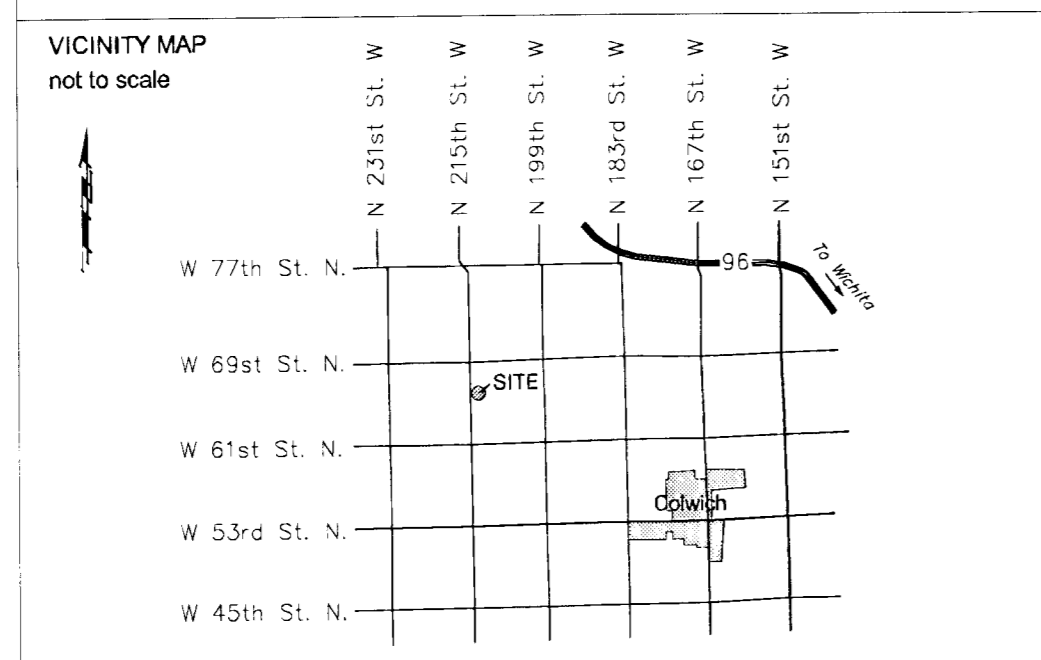 VICINITY MAP
not to scale
N 231st St. W
N 215th St. W
N 199th St. W
N 183rd St. W
N 167th St. W
N 151st St. W
W 77th St. N.
96
To Wichita
W 69st St. N.
SITE
W 61st St. N.
Colwich
W 53rd St. N.
W 45th St. N.